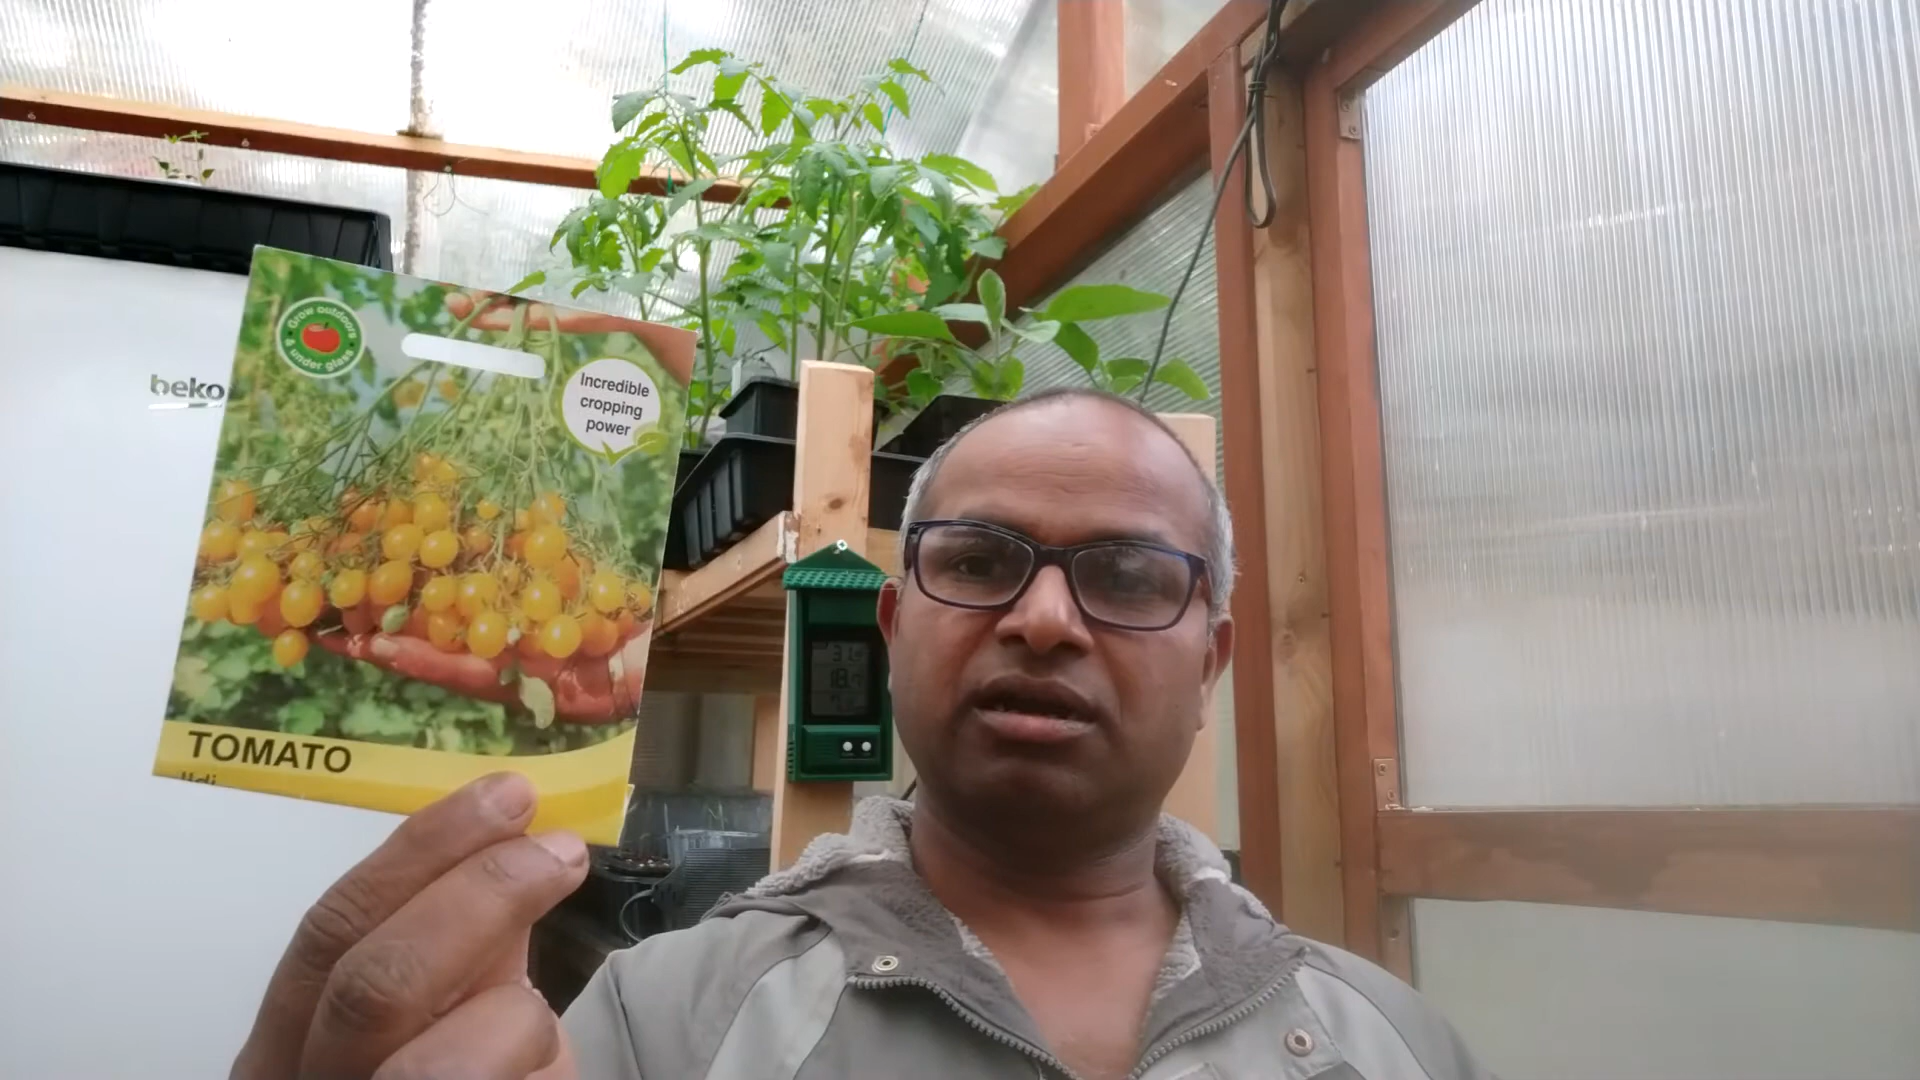 beko
Grow outdoors
& under glass
Incredible
cropping
power
TOMATO